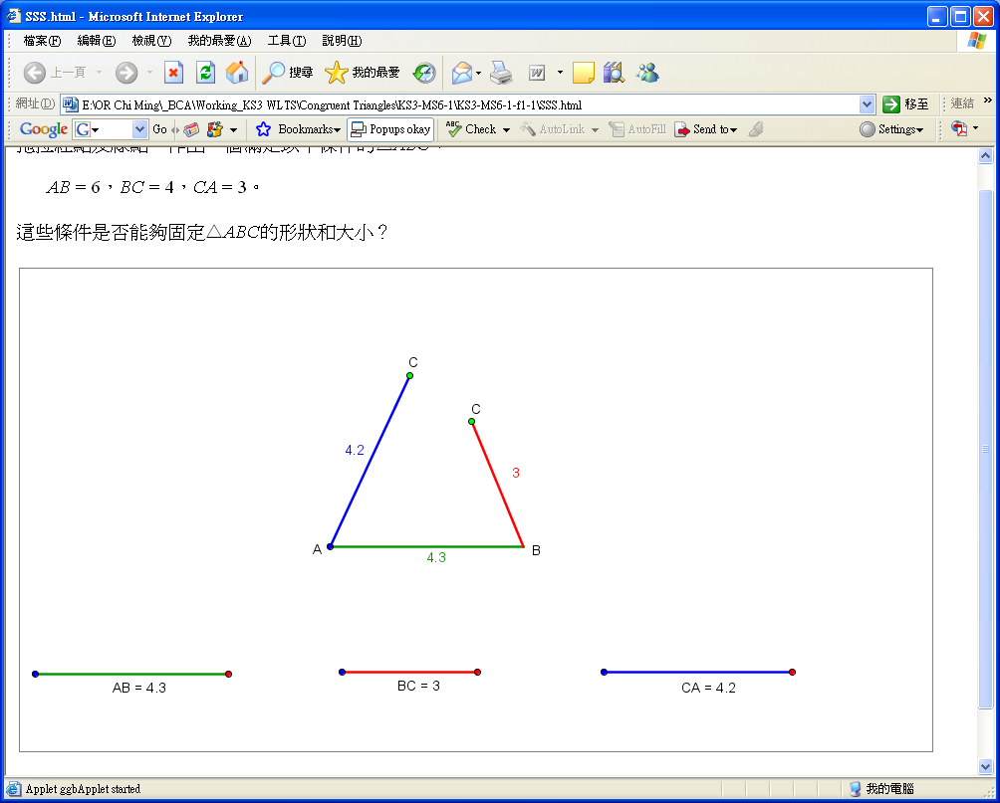 SSS.html - Microsoft Internet Explorer
檔案(F) 編輯(E) 檢視(V) 我的最愛(A) 工具(T) 說明(H)
上一頁 搜尋 我的最愛
網址(D) E:\OR Chi Ming\_BCA\Working_KS3 WLTS\Congruent Triangles\KS3-MS6-1\KS3-MS6-1-f1-1\SSS.html 移至 連結 »
Google G Go Bookmarks Popups okay ABC Check AutoLink AutoFill Send to Settings
AB = 6，BC = 4，CA = 3。
這些條件是否能夠固定△ABC的形狀和大小？
C
C
4.2
3
A
B
4.3
AB = 4.3
BC = 3
CA = 4.2
Applet ggbApplet started 我的電腦